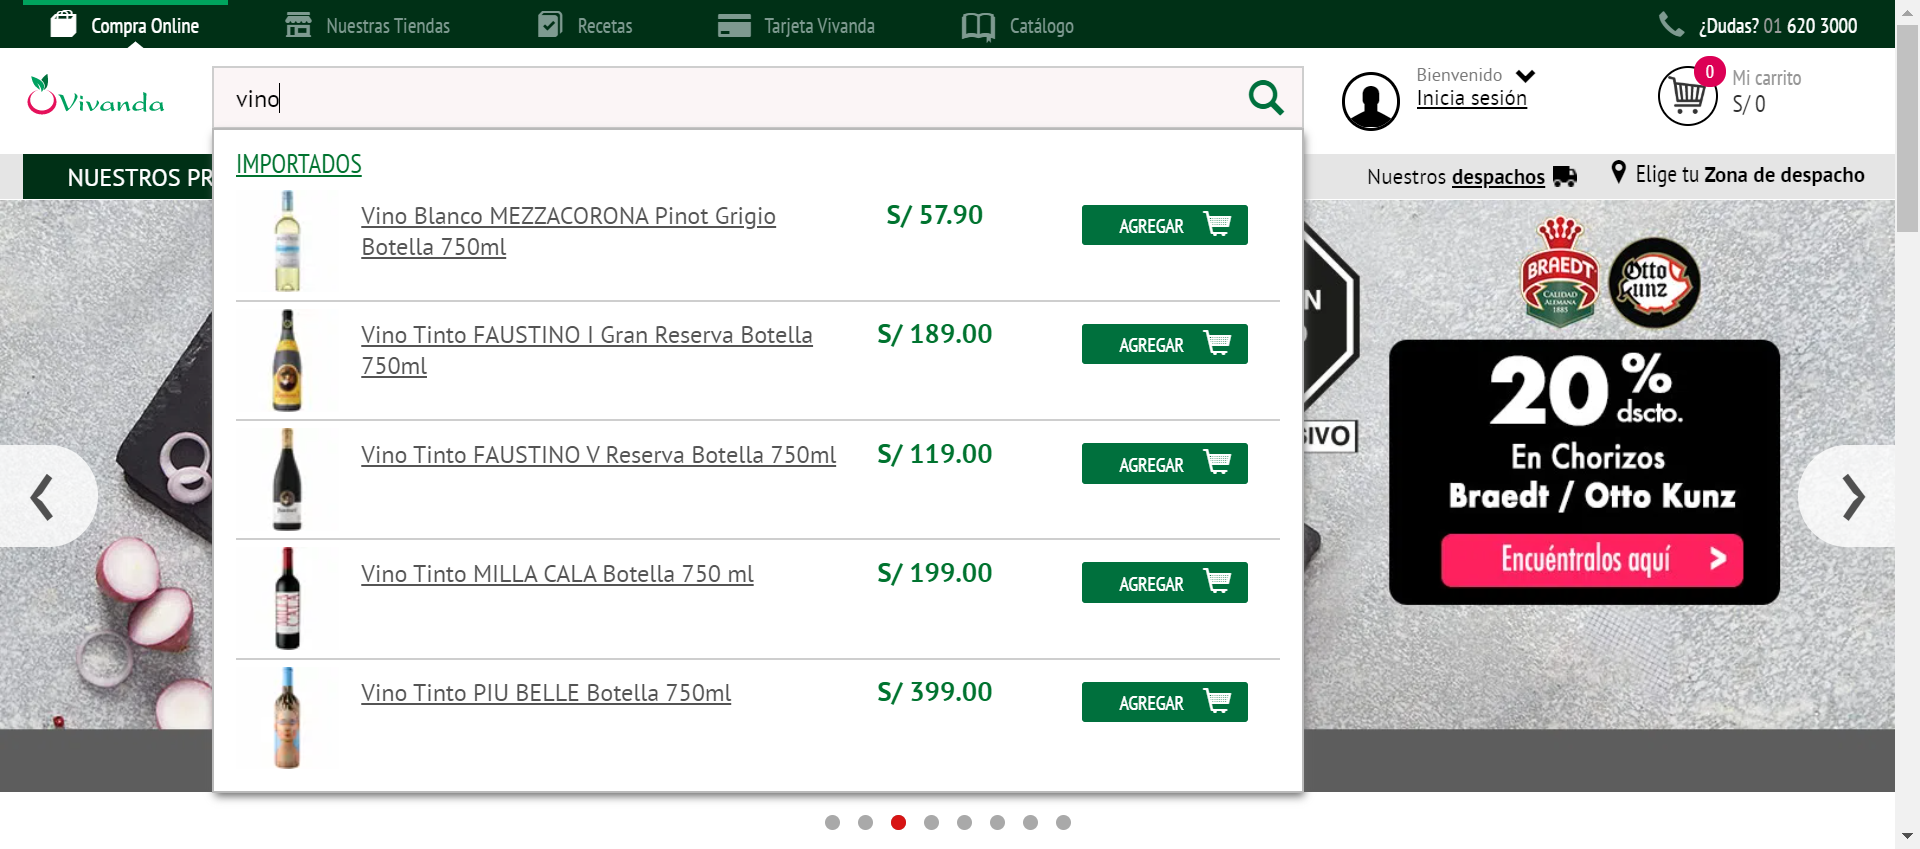 Compra Online
Nuestras Tiendas
Recetas
Tarjeta Vivanda
Catálogo
¿Dudas? 01 620 3000
Vivanda
vino
Bienvenido
Inicia sesión
0
Mi carrito
S/ 0
NUESTROS PR
Nuestros despachos
Elige tu Zona de despacho
IMPORTADOS
Vino Blanco MEZZACORONA Pinot Grigio
Botella 750ml
S/ 57.90
AGREGAR
Vino Tinto FAUSTINO I Gran Reserva Botella
750ml
S/ 189.00
AGREGAR
Vino Tinto FAUSTINO V Reserva Botella 750ml
S/ 119.00
AGREGAR
Vino Tinto MILLA CALA Botella 750 ml
S/ 199.00
AGREGAR
Vino Tinto PIU BELLE Botella 750ml
S/ 399.00
AGREGAR
BRAEDT
CALIDAD
ALEMANA
1885
Otto
Kunz
20% dscto.
En Chorizos
Braedt / Otto Kunz
Encuéntralos aquí >